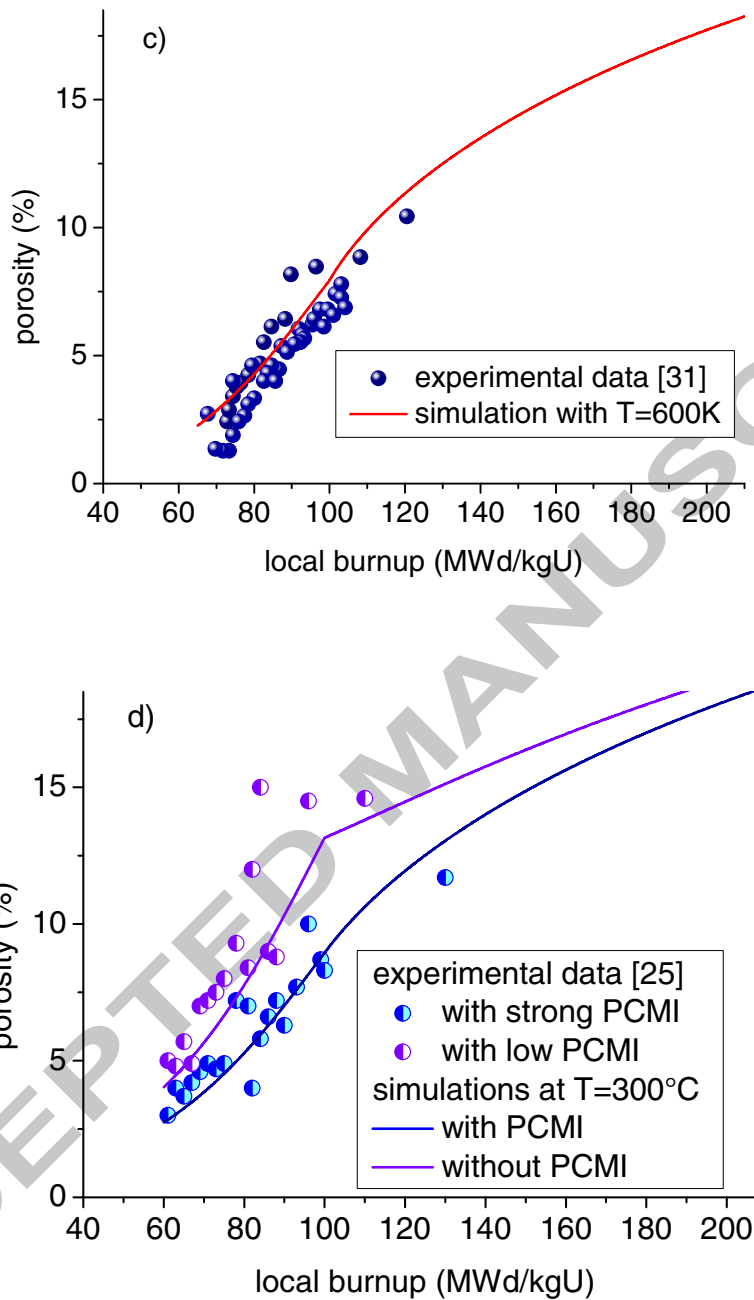 c)
15
10
5
0
porosity (%)
experimental data [31]
simulation with T=600K
40 60 80 100 120 140 160 180 200
local burnup (MWd/kgU)
EPTED MANUSC
d)
15
10
5
0
porosity (%)
experimental data [25]
with strong PCMI
with low PCMI
simulations at T=300°C
with PCMI
without PCMI
40 60 80 100 120 140 160 180 200
local burnup (MWd/kgU)